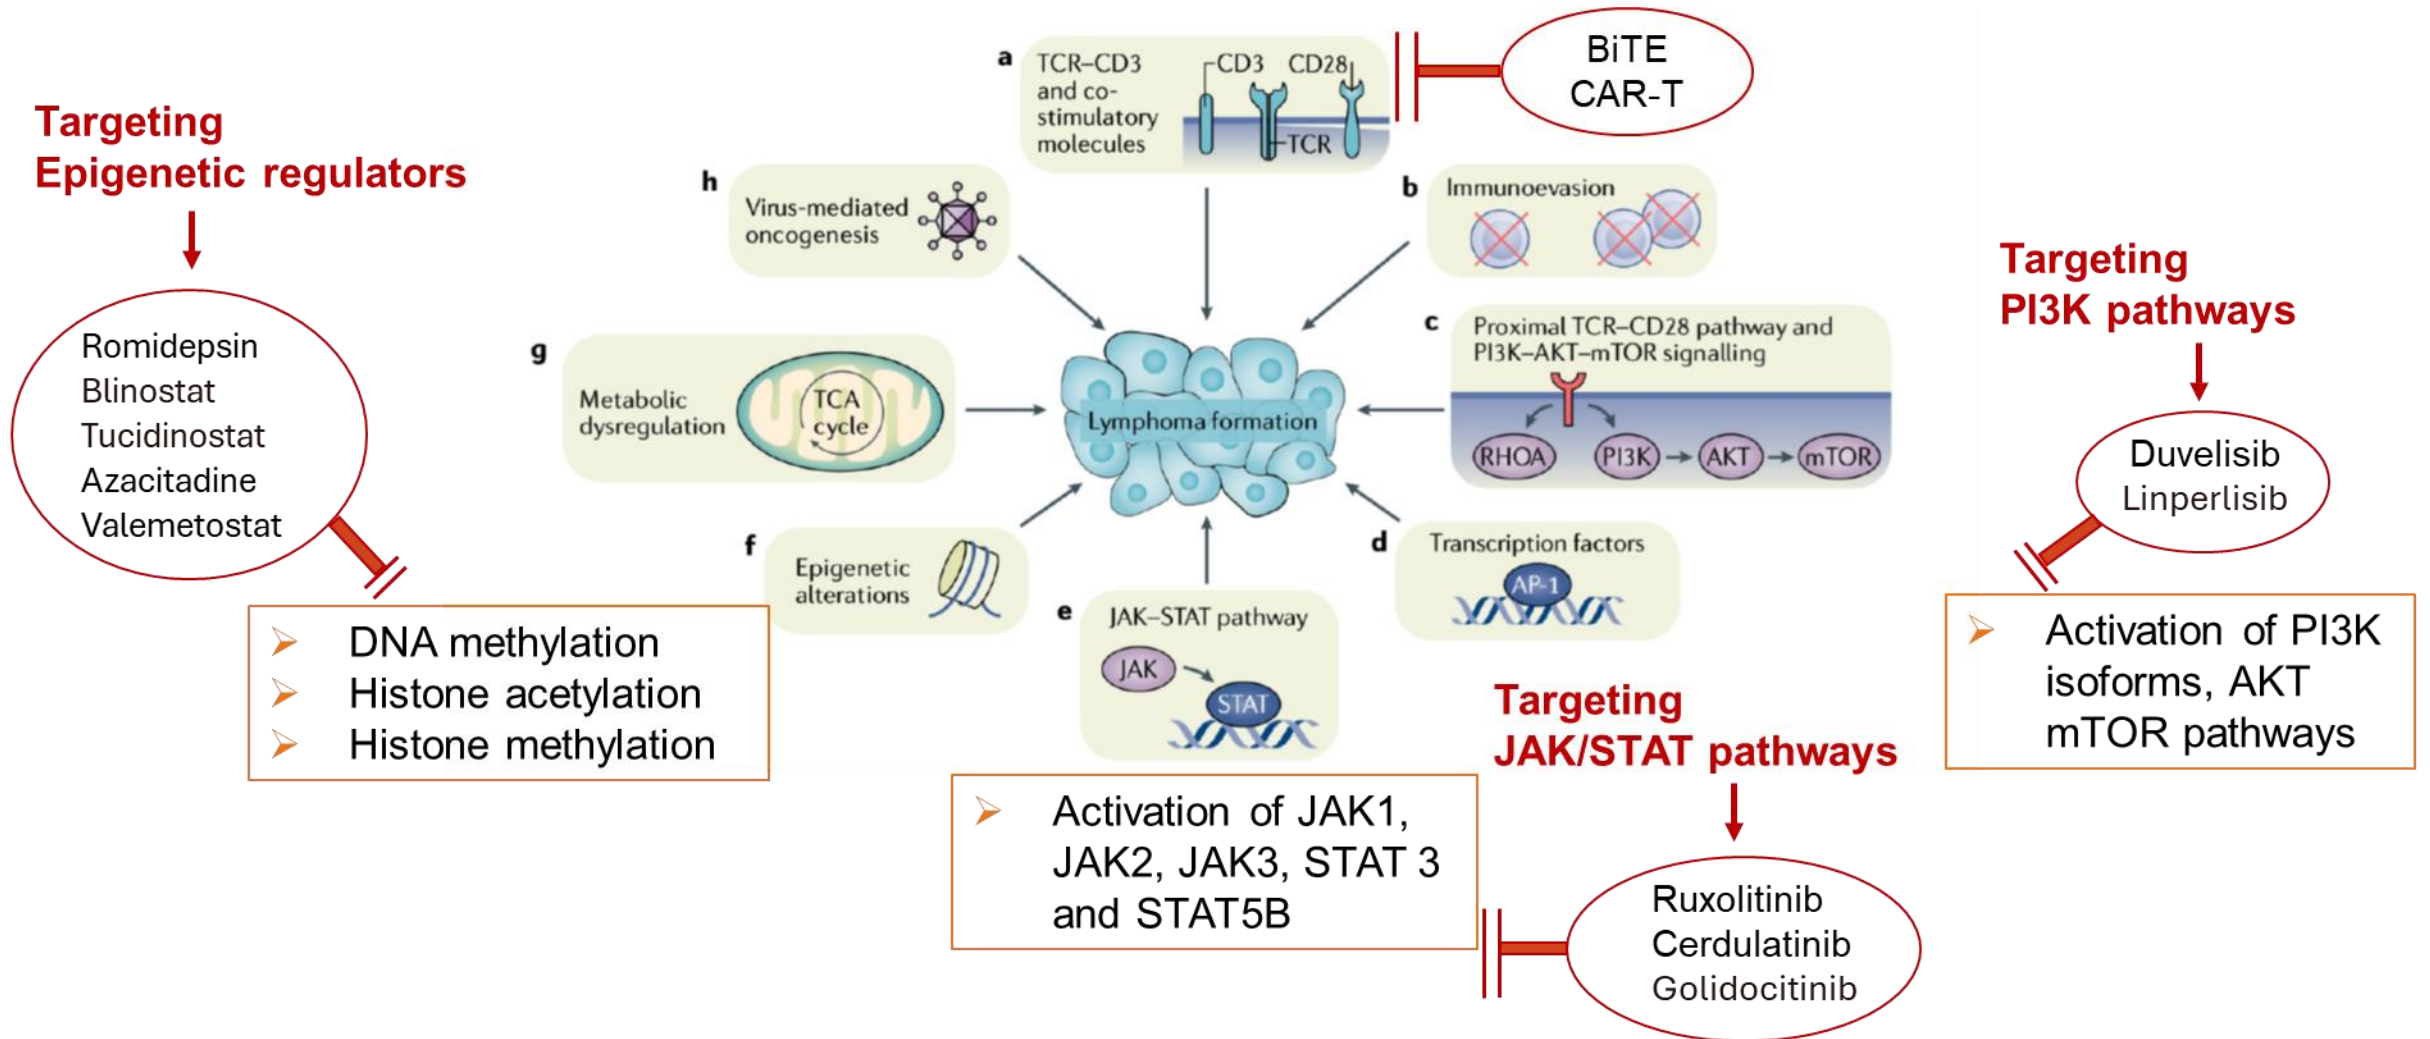 Targeting
Epigenetic regulators
Romidepsin
Blinostat
Tucidinostat
Azacitadine
Valemetostat
DNA methylation
Histone acetylation
Histone methylation
a
TCR–CD3
and co-
stimulatory
molecules
CD3
CD28
TCR
BiTE
CAR-T
h
Virus-mediated
oncogenesis
b
Immunoevasion
g
Metabolic
dysregulation
TCA
cycle
Lymphoma formation
c
Proximal TCR–CD28 pathway and
PI3K–AKT–mTOR signalling
RHOA
PI3K
AKT
mTOR
f
Epigenetic
alterations
e
JAK–STAT pathway
JAK
STAT
d
Transcription factors
AP-1
Targeting
PI3K pathways
Duvelisib
Linperlisib
Activation of PI3K
isoforms, AKT
mTOR pathways
Targeting
JAK/STAT pathways
Activation of JAK1,
JAK2, JAK3, STAT 3
and STAT5B
Ruxolitinib
Cerdulatinib
Golidocitinib